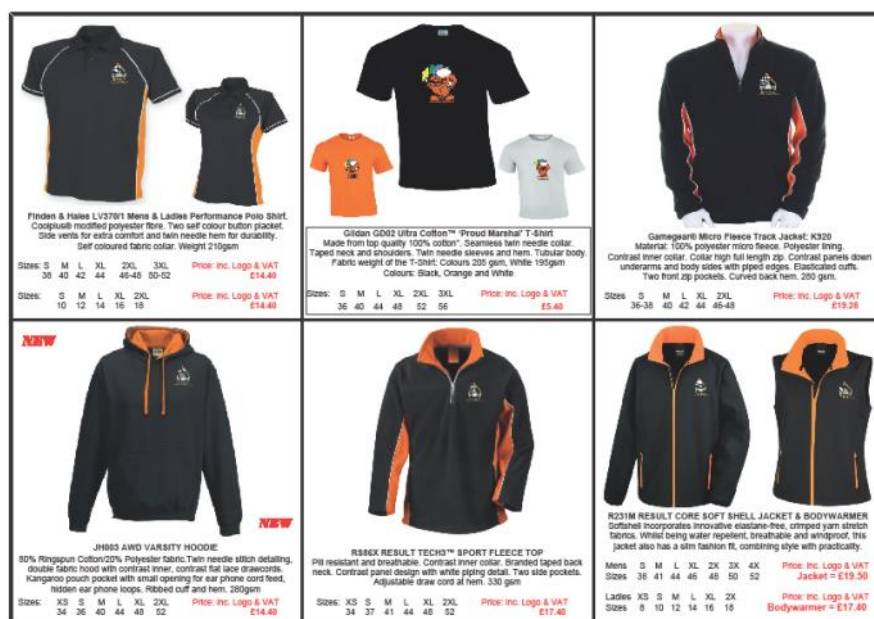 Finden & Hales LV370/1 Mens & Ladies Performance Polo Shirt.
Coolplus® modified polyester fibre. Two self colour button placket.
Side vents for extra comfort and twin needle hem for durability.
Self coloured fabric collar. Weight 210gsm
Sizes: S M L XL 2XL 3XL Price: Inc. Logo & VAT
38 40 42 44 46-48 50-52 £14.40
Sizes: S M L XL 2XL Price: Inc. Logo & VAT
10 12 14 16 18 £14.40
Gildan GD02 Ultra Cotton™ 'Proud Marshal' T-Shirt
Made from top quality 100% cotton*. Seamless twin needle collar.
Taped neck and shoulders. Twin needle sleeves and hem. Tubular body.
Fabric weight of the T-Shirt: Colours 205 gsm, White 195gsm
Colours: Black, Orange and White
Sizes: S M L XL 2XL 3XL Price: Inc. Logo & VAT
36 40 44 48 52 56 £5.40
Gamegear® Micro Fleece Track Jacket: K920
Material: 100% polyester micro fleece. Polyester lining.
Contrast inner collar. Collar high full length zip. Contrast panels down
underarms and body sides with piped edges. Elasticated cuffs.
Two front zip pockets. Curved back hem. 280 gsm.
Sizes S M L XL 2XL Price: Inc. Logo & VAT
36-38 40 42 44 46-48 £19.26
NEW
NEW
JH003 AWD VARSITY HOODIE
80% Ringspun Cotton/20% Polyester fabric.Twin needle stitch detailing,
double fabric hood with contrast inner, contrast flat lace drawcords.
Kangaroo pouch pocket with small opening for ear phone cord feed,
hidden ear phone loops. Ribbed cuff and hem. 280gsm
Sizes: XS S M L XL 2XL Price: Inc. Logo & VAT
34 36 40 44 48 52 £14.40
RS86X RESULT TECH3™ SPORT FLEECE TOP
Pill resistant and breathable. Contrast inner collar. Branded taped back
neck. Contrast panel design with white piping detail. Two side pockets.
Adjustable draw cord at hem. 330 gsm
Sizes: XS S M L XL 2XL Price: Inc. Logo & VAT
34 37 41 44 48 52 £17.40
R231M RESULT CORE SOFT SHELL JACKET & BODYWARMER
Softshell incorporates innovative elastane-free, crimped yarn stretch
fabrics. Whilst being water repellent, breathable and windproof, this
jacket also has a slim fashion fit, combining style with practicality.
Mens S M L XL 2X 3X 4X Price: Inc. Logo & VAT
Sizes 38 41 44 46 48 50 52 Jacket = £19.50
Ladies XS S M L XL 2X Price: Inc. Logo & VAT
Sizes 8 10 12 14 16 18 Bodywarmer = £17.40